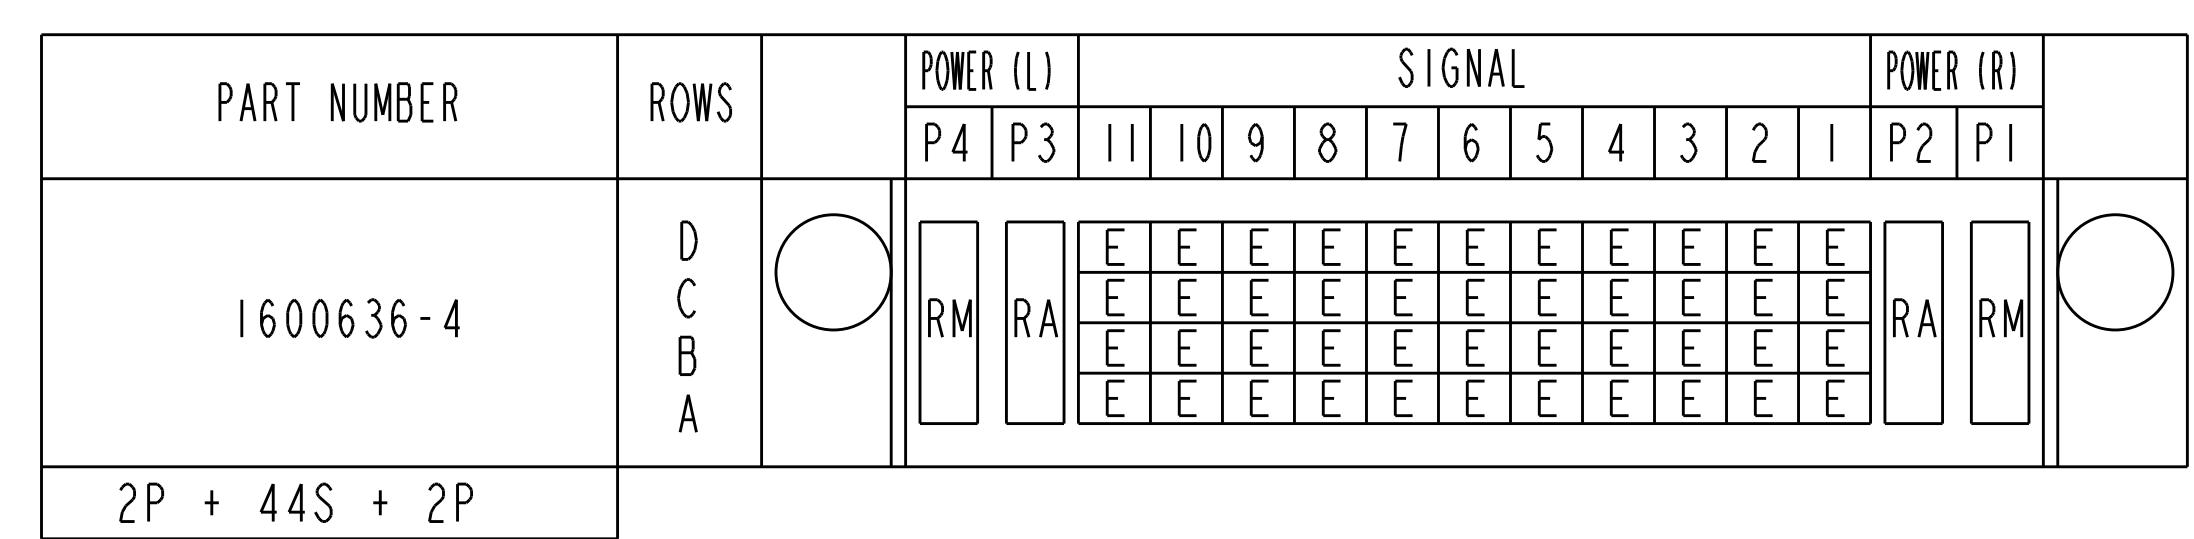 PART NUMBER ROWS POWER (L) SIGNAL POWER (R)
P4 P3 11 10 9 8 7 6 5 4 3 2 1 P2 P1
D E E E E E E E E E E E
C E E E E E E E E E E E
1600636-4 RM RA RA RM
B E E E E E E E E E E E
A E E E E E E E E E E E
2P + 44S + 2P